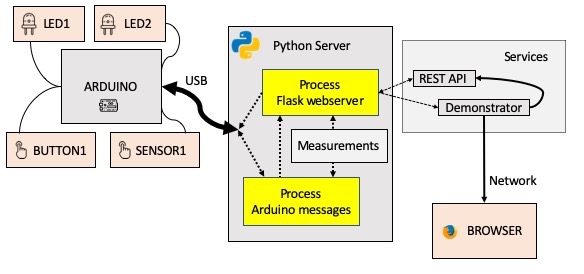 LED1
LED2
ARDUINO
BUTTON1
SENSOR1
USB
Python Server
Process
Flask webserver
Measurements
Process
Arduino messages
Services
REST API
Demonstrator
Network
BROWSER